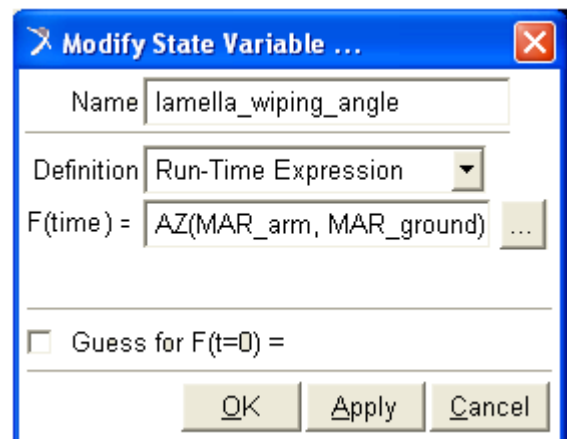 Modify State Variable ...
Name lamella_wiping_angle
Definition Run-Time Expression
F(time) = AZ(MAR_arm, MAR_ground) ...
Guess for F(t=0) =
OK Apply Cancel